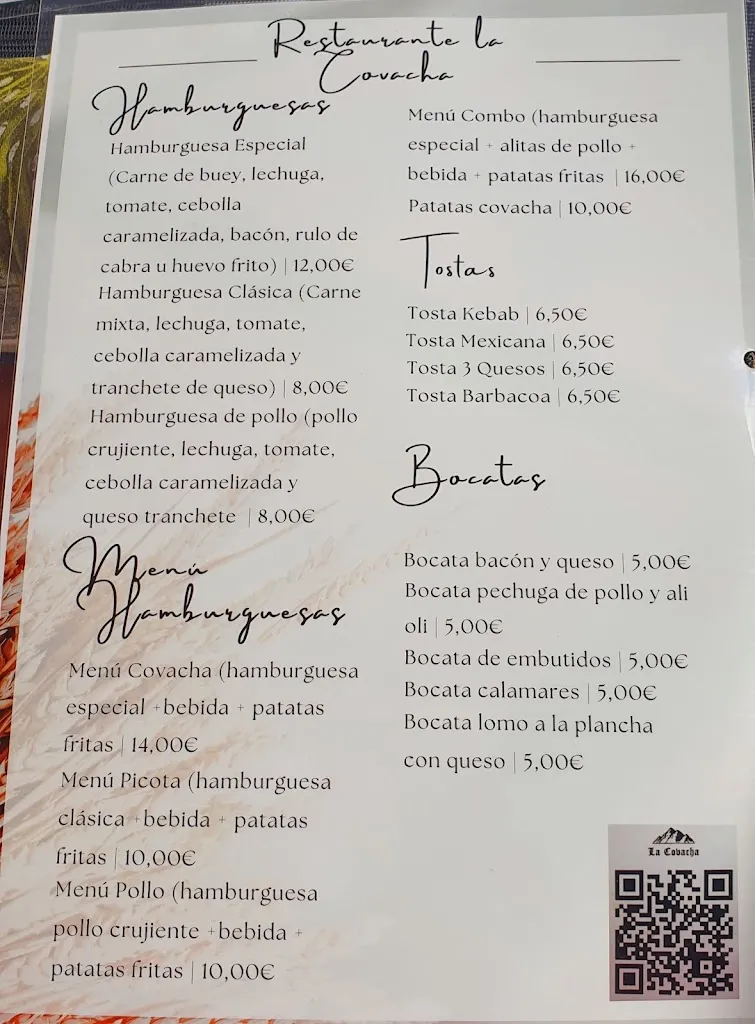 Restaurante la
Covacha
Hamburguesas
Hamburguesa Especial
(Carne de buey, lechuga,
tomate, cebolla
caramelizada, bacón, rulo de
cabra u huevo frito) | 12,00€
Hamburguesa Clásica (Carne
mixta, lechuga, tomate,
cebolla caramelizada y
tranchete de queso) | 8,00€
Hamburguesa de pollo (pollo
crujiente, lechuga, tomate,
cebolla caramelizada y
queso tranchete | 8,00€
Menú
Hamburguesas
Menú Covacha (hamburguesa
especial +bebida + patatas
fritas | 14,00€
Menú Picota (hamburguesa
clásica +bebida + patatas
fritas | 10,00€
Menú Pollo (hamburguesa
pollo crujiente +bebida +
patatas fritas | 10,00€
Menú Combo (hamburguesa
especial + alitas de pollo +
bebida + patatas fritas | 16,00€
Patatas covacha | 10,00€
Tostas
Tosta Kebab | 6,50€
Tosta Mexicana | 6,50€
Tosta 3 Quesos | 6,50€
Tosta Barbacoa | 6,50€
Bocatas
Bocata bacón y queso | 5,00€
Bocata pechuga de pollo y ali
oli | 5,00€
Bocata de embutidos | 5,00€
Bocata calamares | 5,00€
Bocata lomo a la plancha
con queso | 5,00€
La Covacha